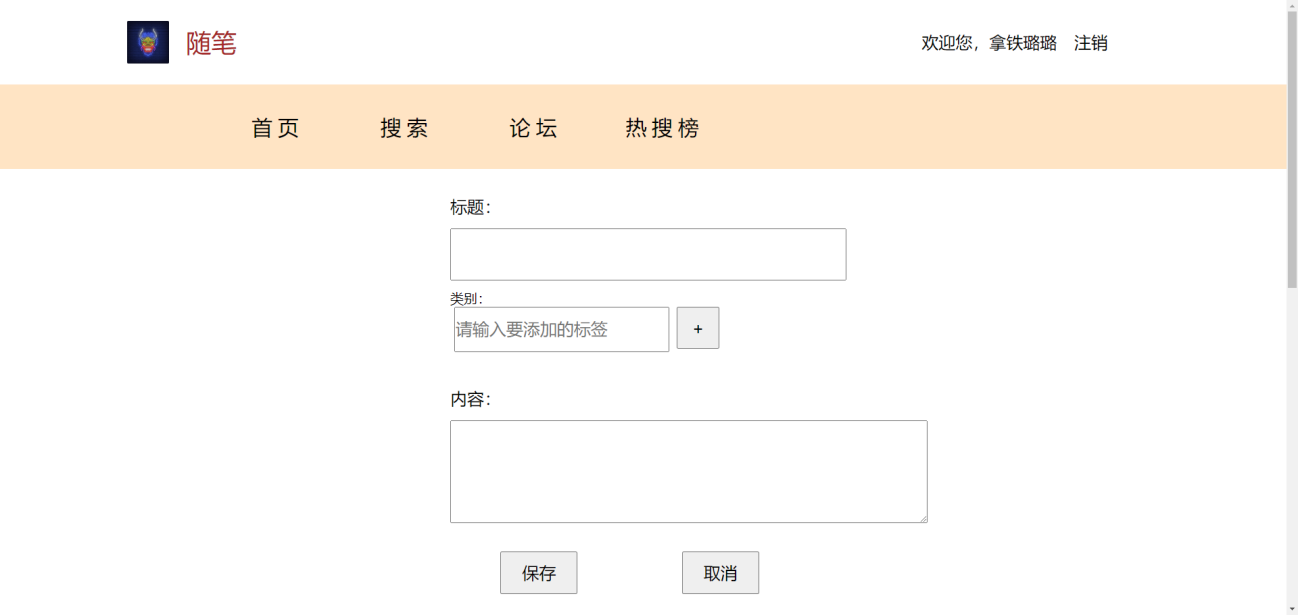 随笔 欢迎您，拿铁璐璐 注销
首页 搜索 论坛 热搜榜
标题：
类别：
请输入要添加的标签 +
内容：
保存 取消